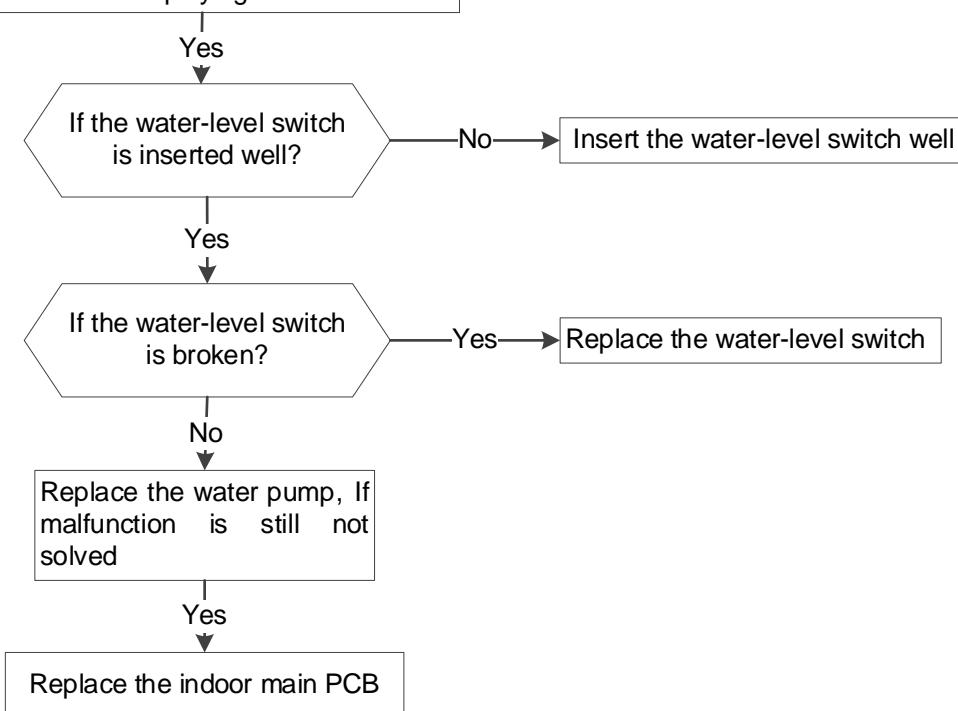 Yes
If the water-level switch
is inserted well?
No
Insert the water-level switch well
Yes
If the water-level switch
is broken?
Yes
Replace the water-level switch
No
Replace the water pump, If
malfunction is still not
solved
Yes
Replace the indoor main PCB